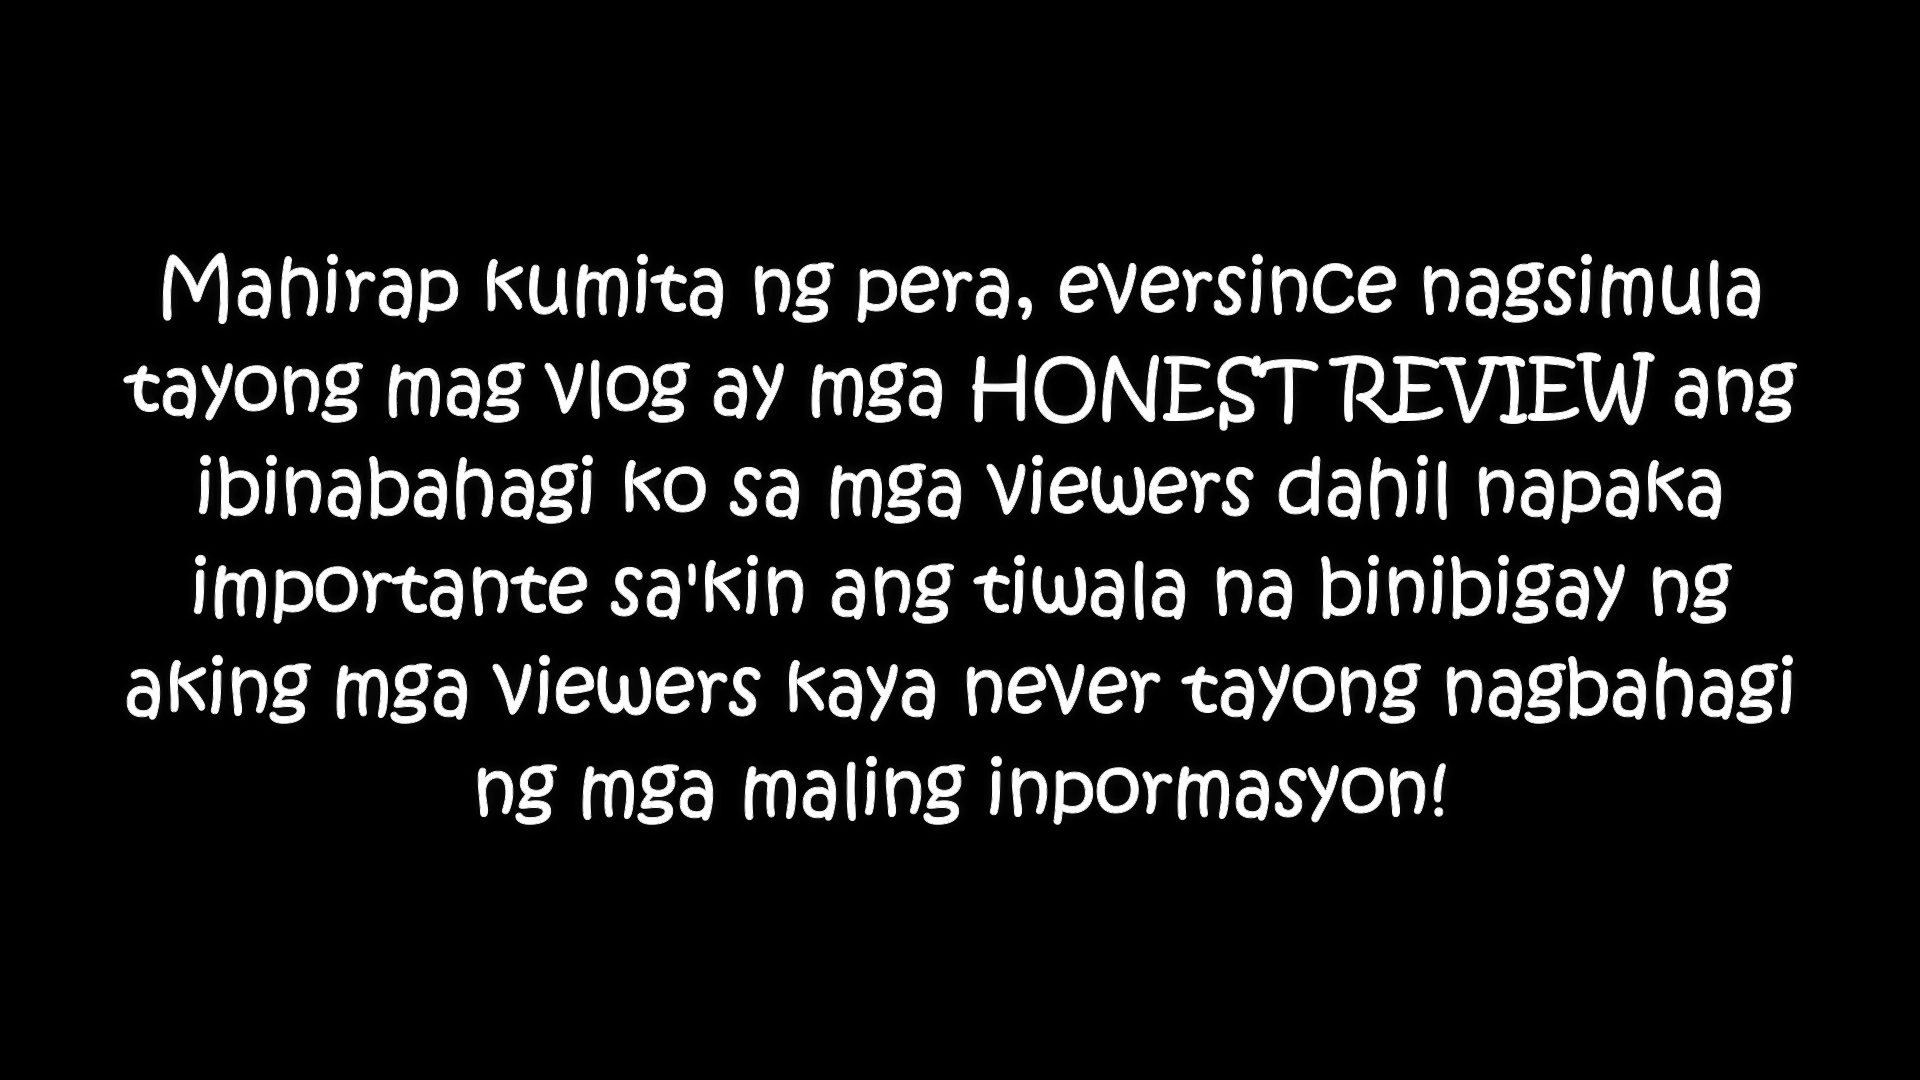 Mahirap kumita ng pera, eversince nagsimula
tayong mag vlog ay mga HONEST REVIEW ang
ibinabahagi ko sa mga viewers dahil napaka
importante sa'kin ang tiwala na binibigay ng
aking mga viewers kaya never tayong nagbahagi
ng mga maling inpormasyon!